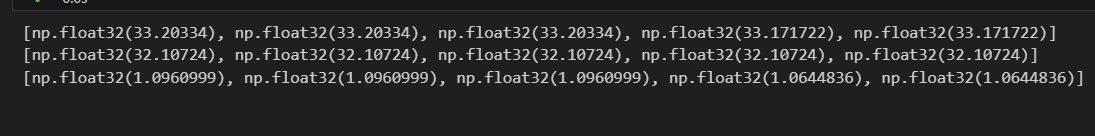 [np.float32(33.20334), np.float32(33.20334), np.float32(33.20334), np.float32(33.171722), np.float32(33.171722)]
[np.float32(32.10724), np.float32(32.10724), np.float32(32.10724), np.float32(32.10724), np.float32(32.10724)]
[np.float32(1.0960999), np.float32(1.0960999), np.float32(1.0960999), np.float32(1.0644836), np.float32(1.0644836)]